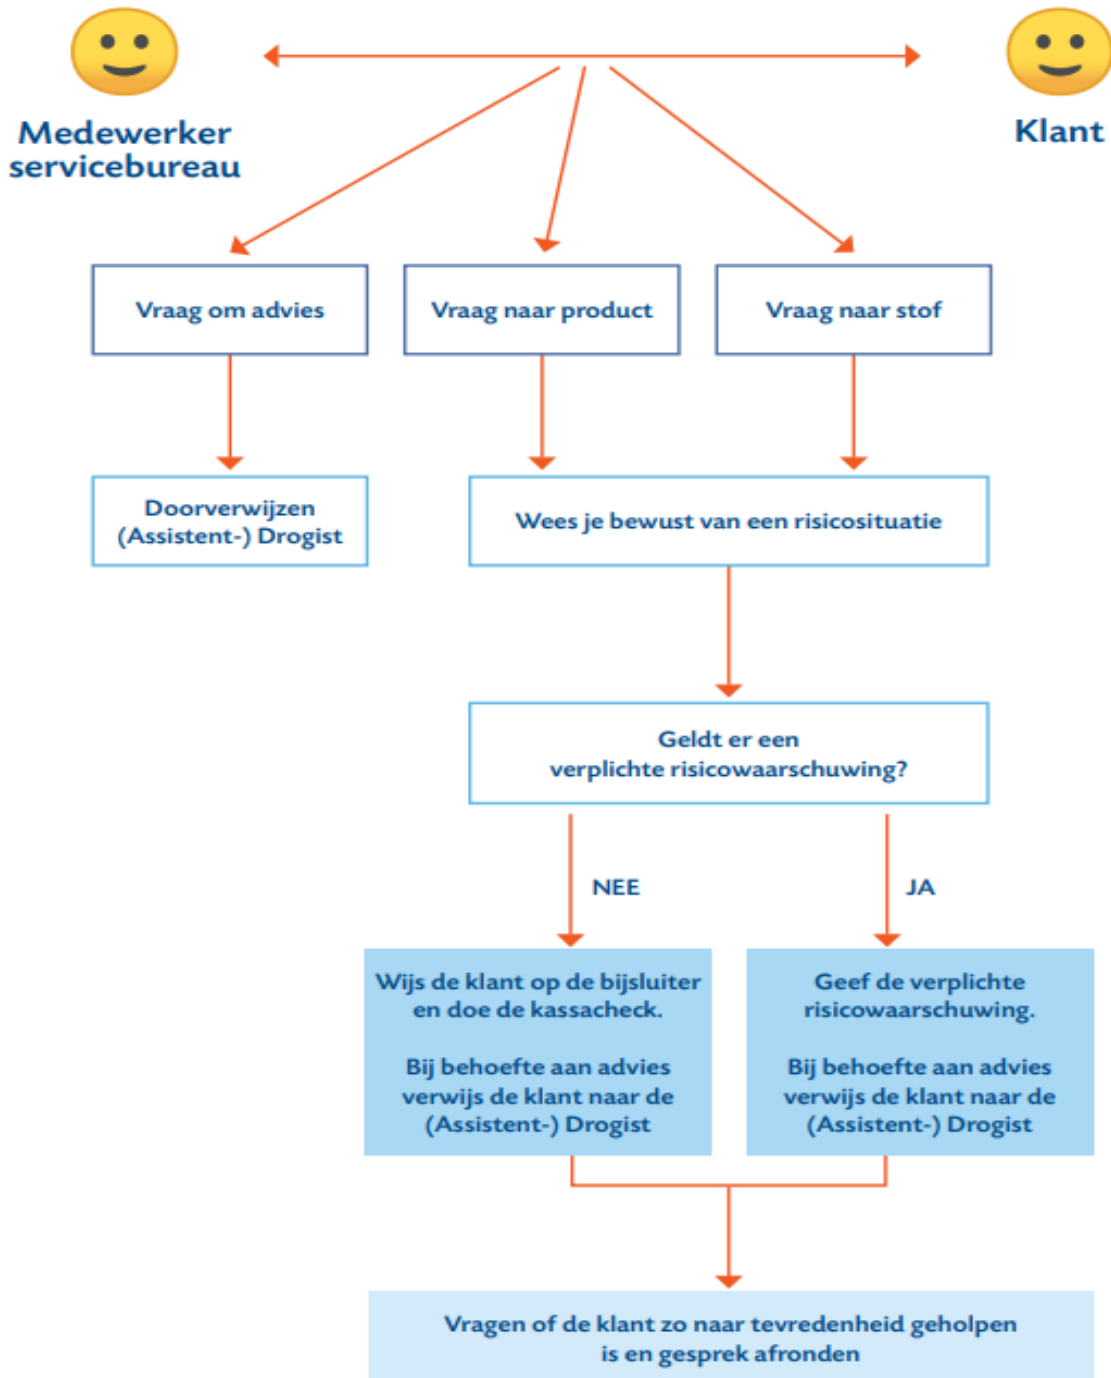 Medewerker
servicebureau
Klant
Vraag om advies
Vraag naar product
Vraag naar stof
Doorverwijzen
(Assistent-) Drogist
Wees je bewust van een risicosituatie
Geldt er een
verplichte risicowaarschuwing?
NEE
JA
Wijs de klant op de bijsluiter
en doe de kassacheck.
Bij behoefte aan advies
verwijs de klant naar de
(Assistent-) Drogist
Geef de verplichte
risicowaarschuwing.
Bij behoefte aan advies
verwijs de klant naar de
(Assistent-) Drogist
Vragen of de klant zo naar tevredenheid geholpen
is en gesprek afronden